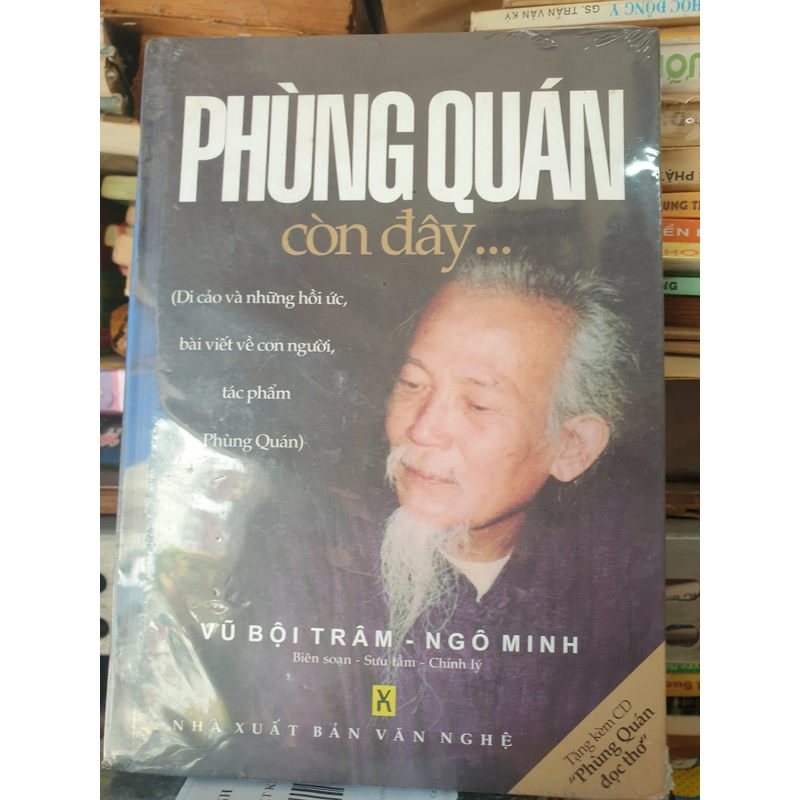 GS. TRẦN VĂN KỲ
HỌC ĐÔNG Y
PHÙNG QUÁN
còn đây...
(Di cảo và những hồi ức,
bài viết về con người,
tác phẩm
Phùng Quán)
VŨ BỘI TRÂM - NGÔ MINH
Biên soạn - Sưu tầm - Chỉnh lý
NHÀ XUẤT BẢN VĂN NGHỆ
Tặng kèm CD
"Phùng Quán
đọc thơ"